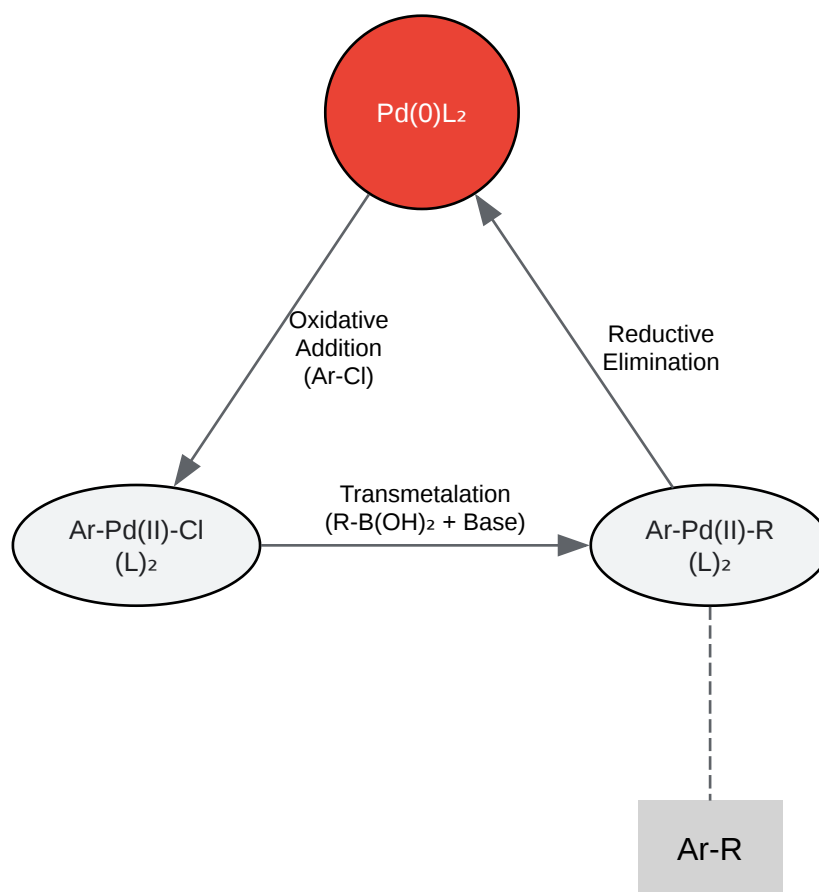 Pd(0)L₂
Oxidative
Addition
(Ar-Cl)
Reductive
Elimination
Transmetalation
(R-B(OH)₂ + Base)
Ar-Pd(II)-Cl
(L)₂
Ar-Pd(II)-R
(L)₂
Ar-R